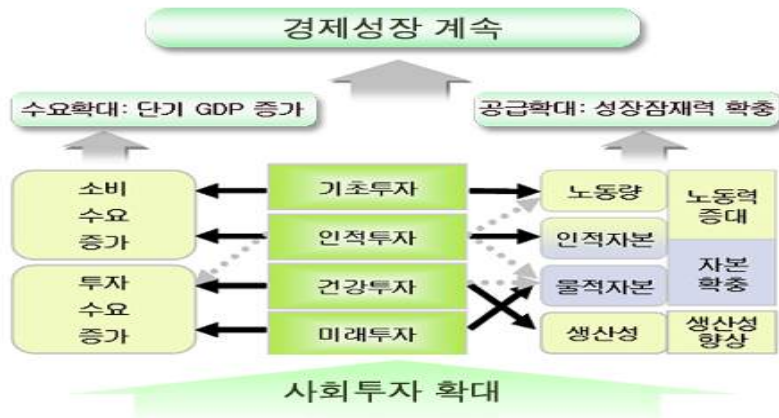 경제성장 계속
수요확대: 단기 GDP 증가
공급확대: 성장잠재력 확충
소비
수요
증가
투자
수요
증가
기초투자
인적투자
건강투자
미래투자
노동량
인적자본
물적자본
생산성
노동력
증대
자본
확충
생산성
향상
사회투자 확대